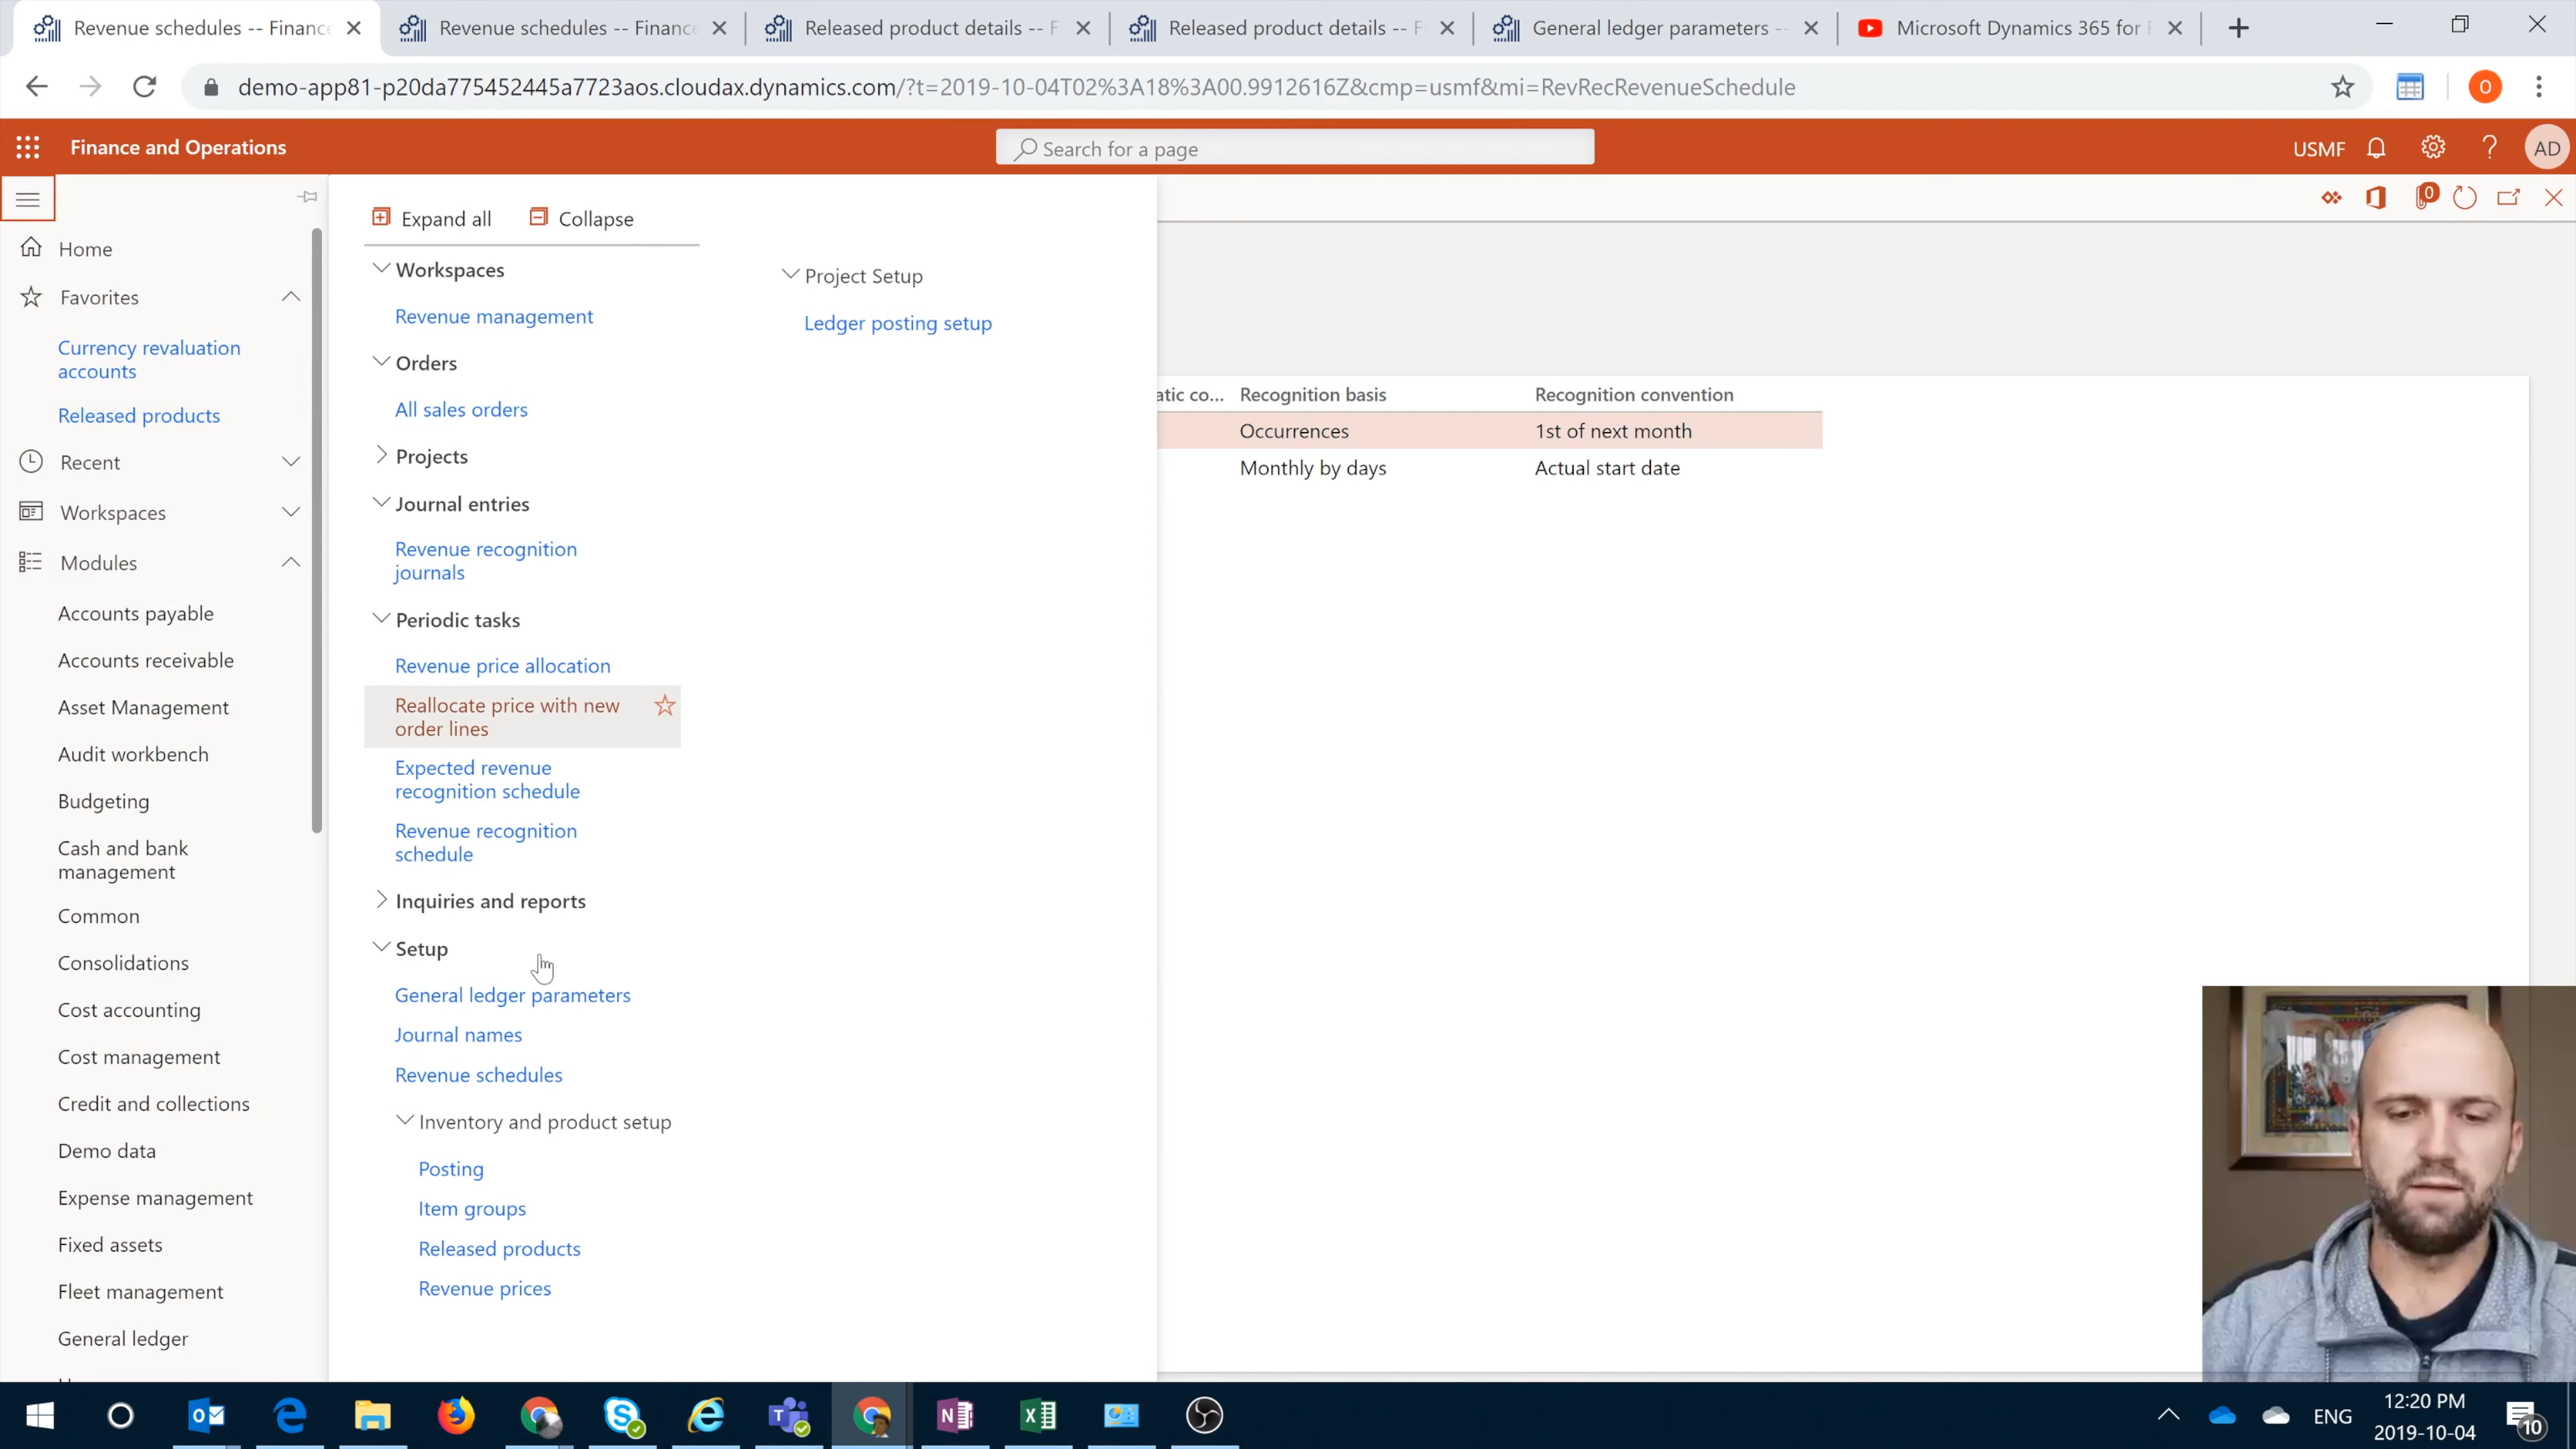 Revenue schedules -- Finance
Revenue schedules -- Finance
Released product details -- F
Released product details -- F
General ledger parameters --
Microsoft Dynamics 365 for F
demo-app81-p20da775452445a7723aos.cloudax.dynamics.com/?t=2019-10-04T02%3A18%3A00.9912616Z&cmp=usmf&mi=RevRecRevenueSchedule
O
Finance and Operations
Search for a page
USMF
?
AD
0
Home
Favorites
Currency revaluation
accounts
Released products
Recent
Workspaces
Modules
Accounts payable
Accounts receivable
Asset Management
Audit workbench
Budgeting
Cash and bank
management
Common
Consolidations
Cost accounting
Cost management
Credit and collections
Demo data
Expense management
Fixed assets
Fleet management
General ledger
Expand all
Collapse
Workspaces
Revenue management
Orders
All sales orders
Projects
Journal entries
Revenue recognition
journals
Periodic tasks
Revenue price allocation
Reallocate price with new
order lines
Expected revenue
recognition schedule
Revenue recognition
schedule
Inquiries and reports
Setup
General ledger parameters
Journal names
Revenue schedules
Inventory and product setup
Posting
Item groups
Released products
Revenue prices
Project Setup
Ledger posting setup
atic co...
Recognition basis
Recognition convention
Occurrences
1st of next month
Monthly by days
Actual start date
ENG
12:20 PM
2019-10-04
10